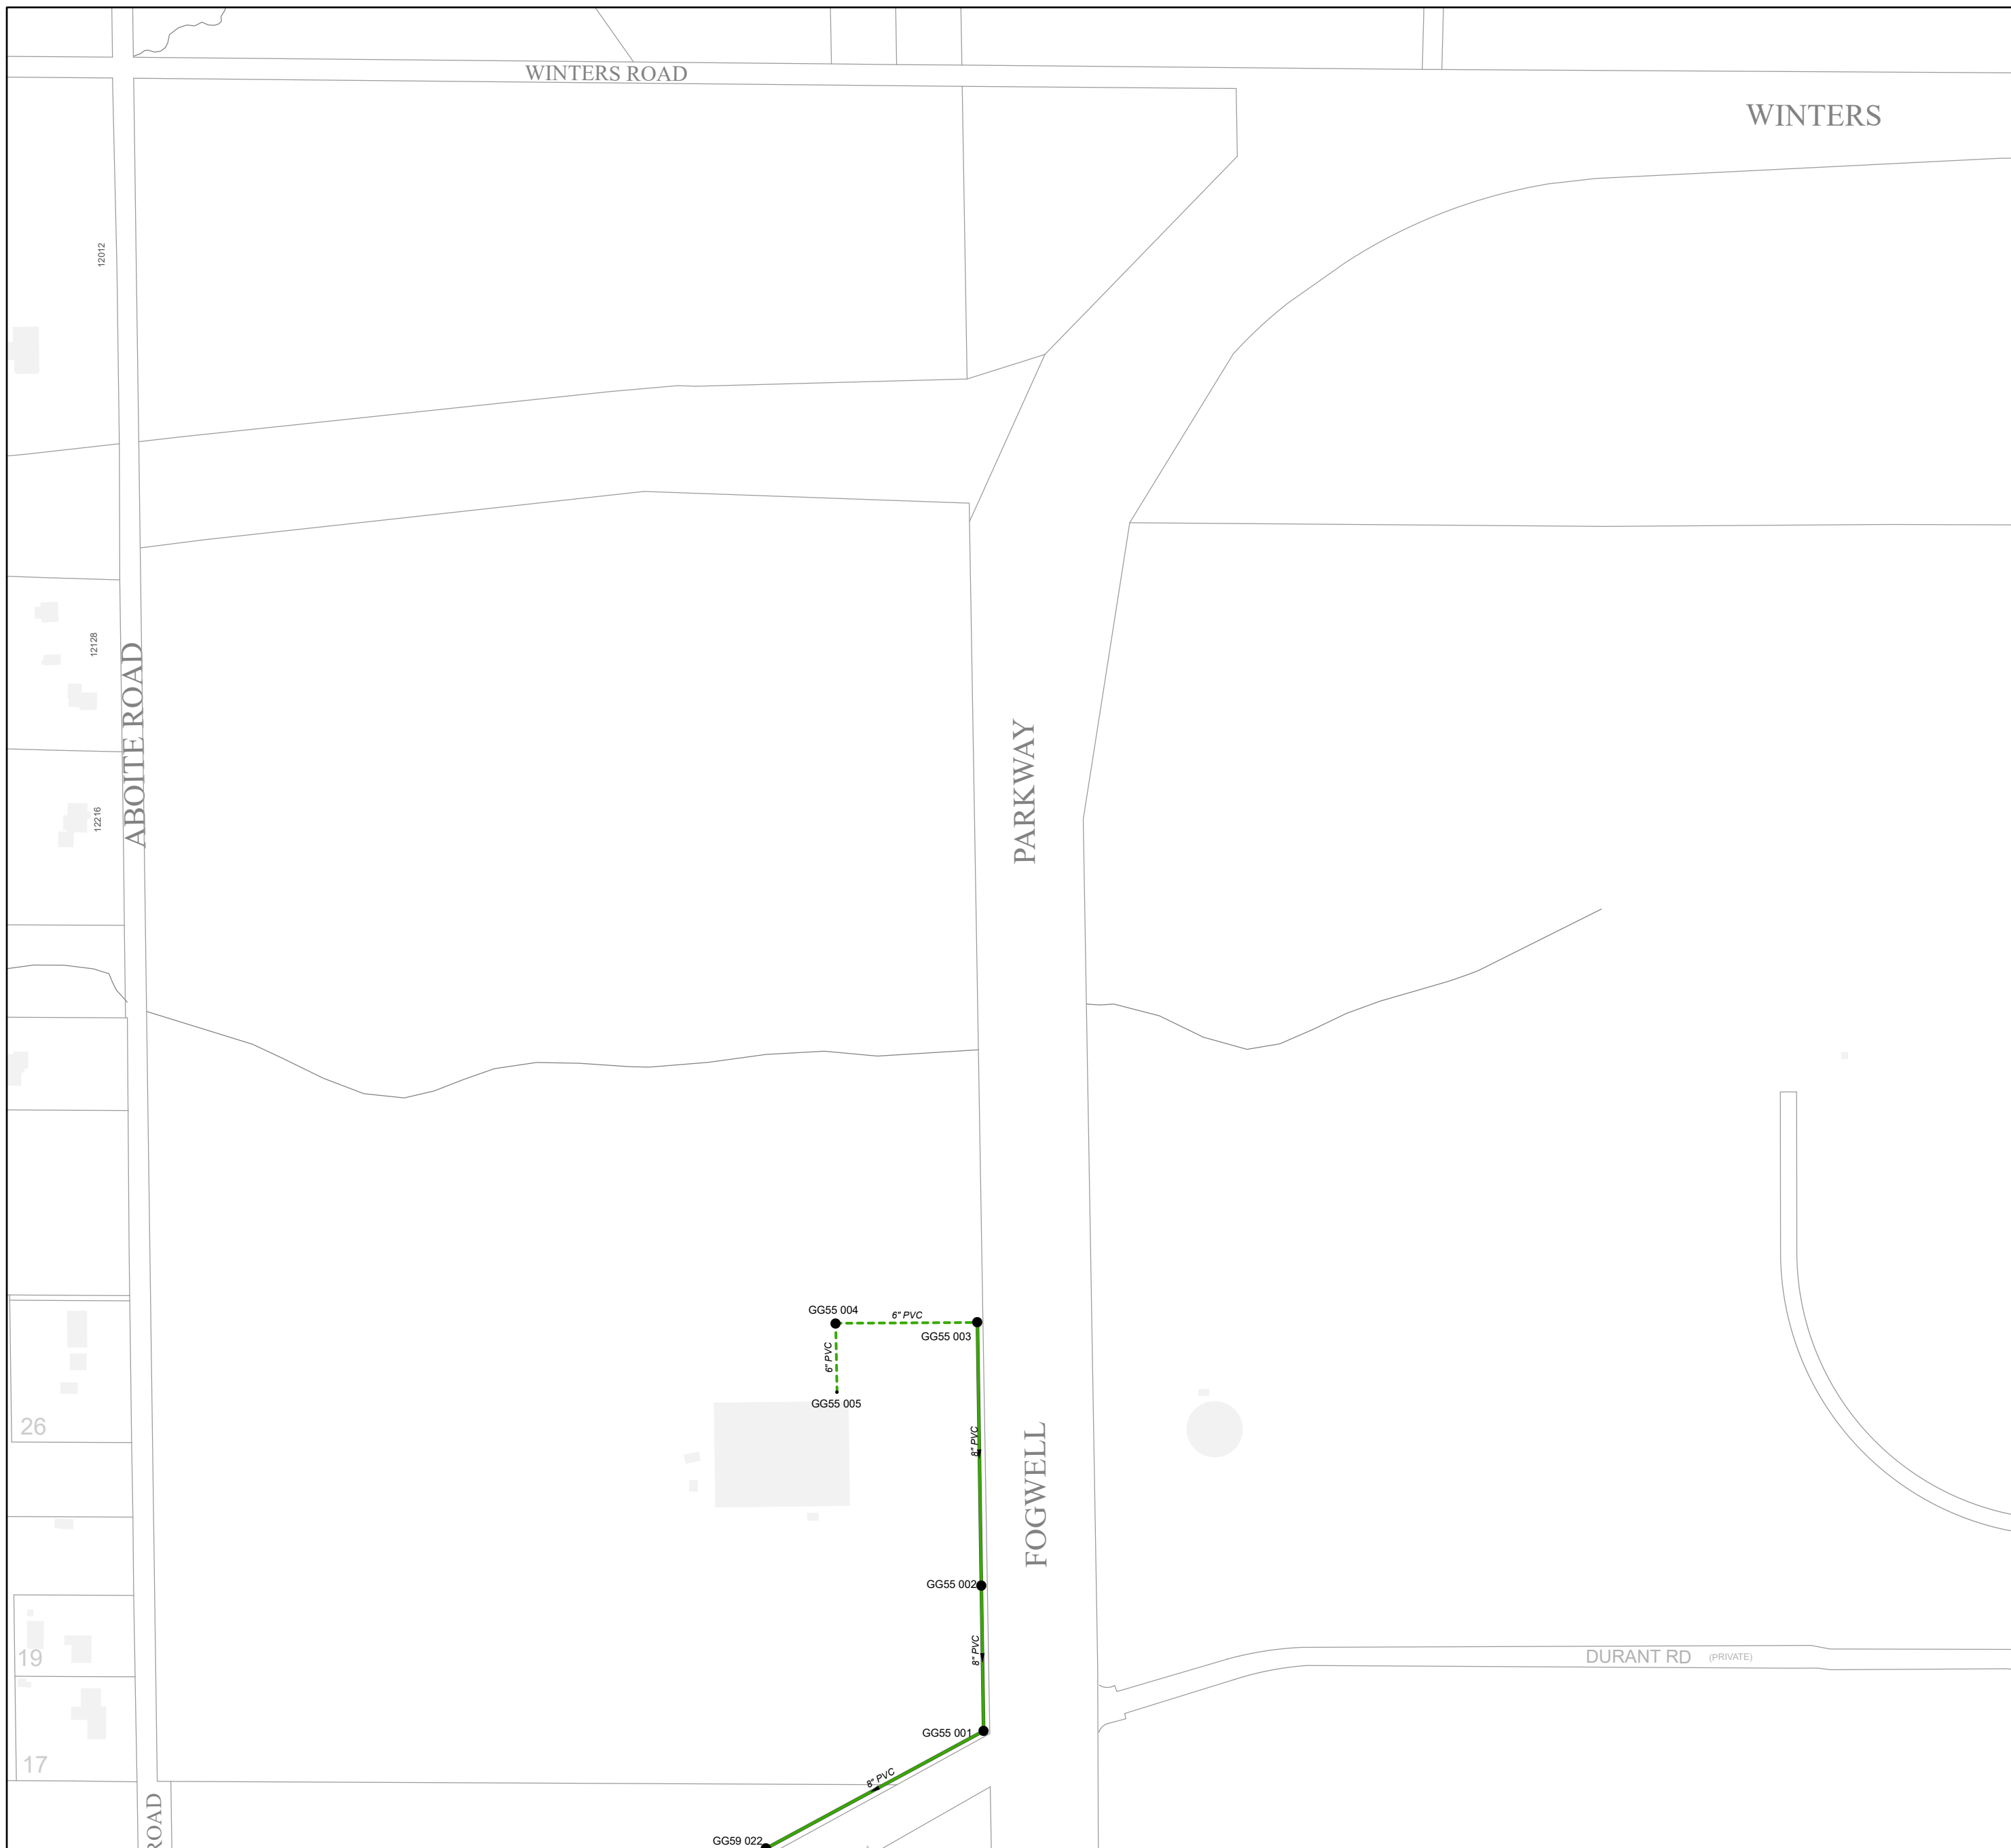 WINTERS ROAD
WINTERS
12012
12128
ABOITE ROAD
12216
PARKWAY
GG55 004
6" PVC
GG55 003
6" PVC
GG55 005
26
8" PVC
FOGWELL
GG55 002
19
8" PVC
DURANT RD (PRIVATE)
GG55 001
17
8" PVC
ROAD
GG59 022